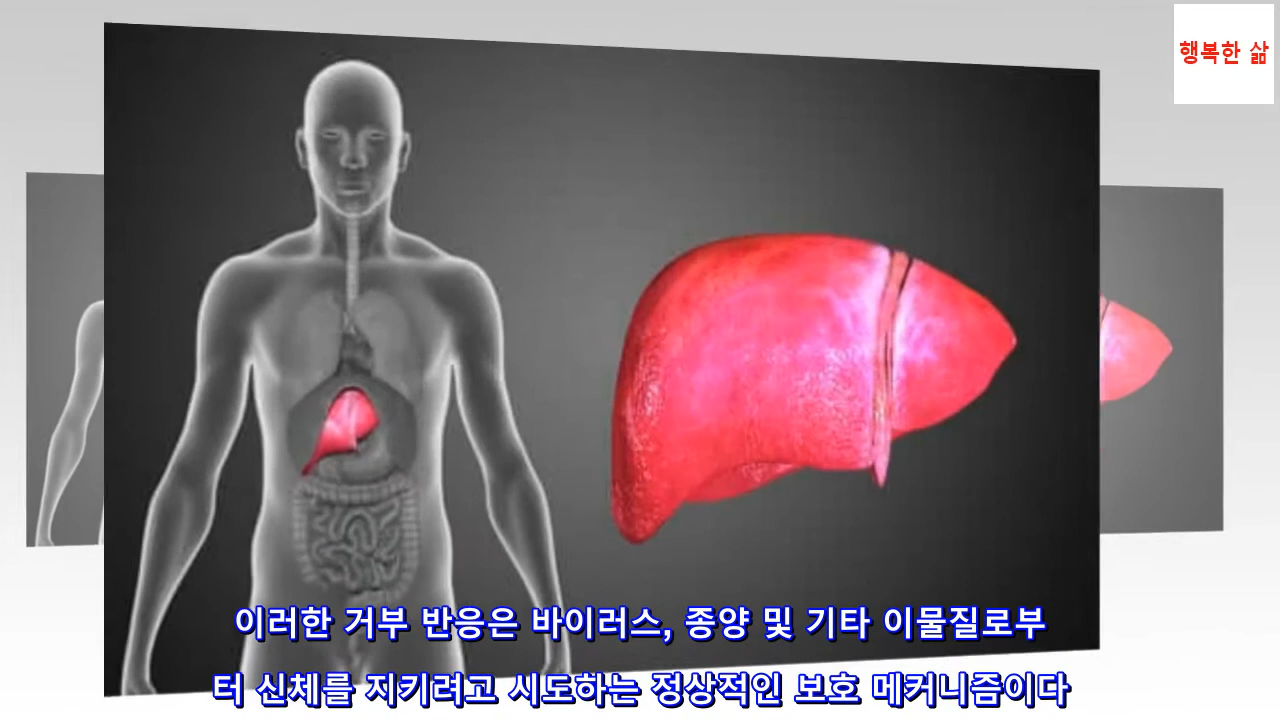 행복한 삶
이러한 거부 반응은 바이러스, 종양 및 기타 이물질로부
터 신체를 지키려고 시도하는 정상적인 보호 메커니즘이다